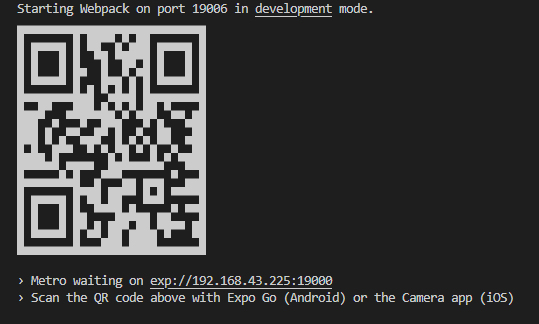 Starting Webpack on port 19006 in development mode.
› Metro waiting on exp://192.168.43.225:19000
› Scan the QR code above with Expo Go (Android) or the Camera app (iOS)